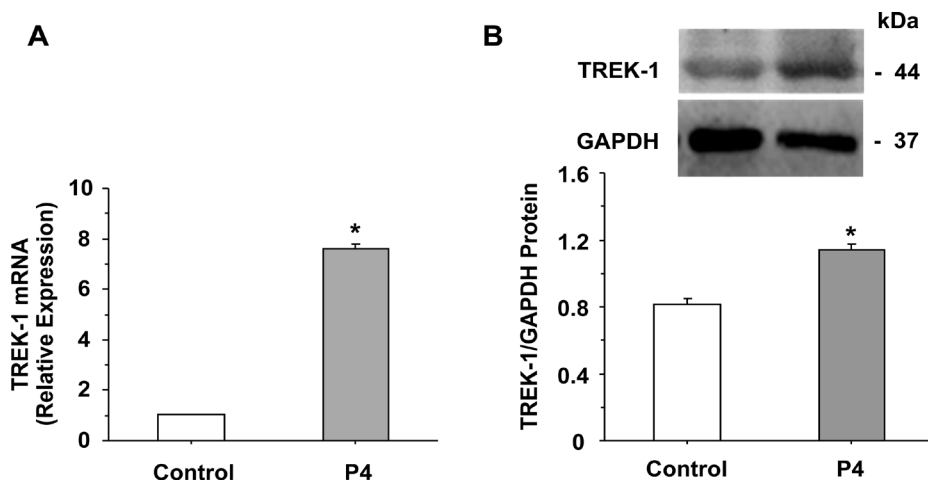 A
TREK-1 mRNA
(Relative Expression)
10
8
6
4
2
0
*
Control
P4
B
kDa
TREK-1
- 44
GAPDH
- 37
TREK-1/GAPDH Protein
1.6
1.2
0.8
0.4
0
*
Control
P4